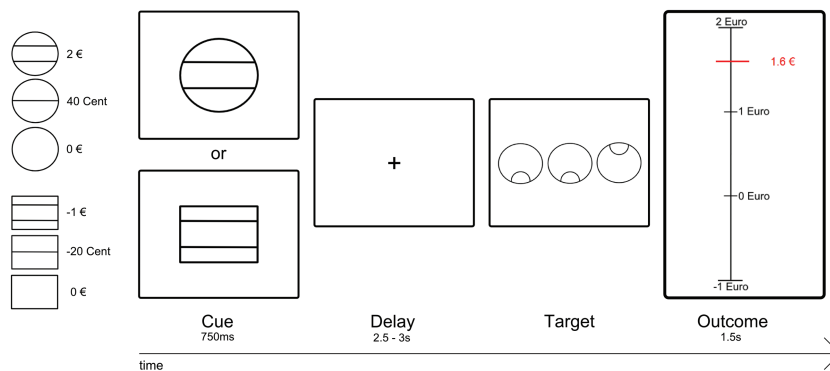 2 €
40 Cent
0 €
-1 €
-20 Cent
0 €
or
+
2 Euro
1.6 €
1 Euro
0 Euro
-1 Euro
Cue
750ms
Delay
2.5 - 3s
Target
Outcome
1.5s
time